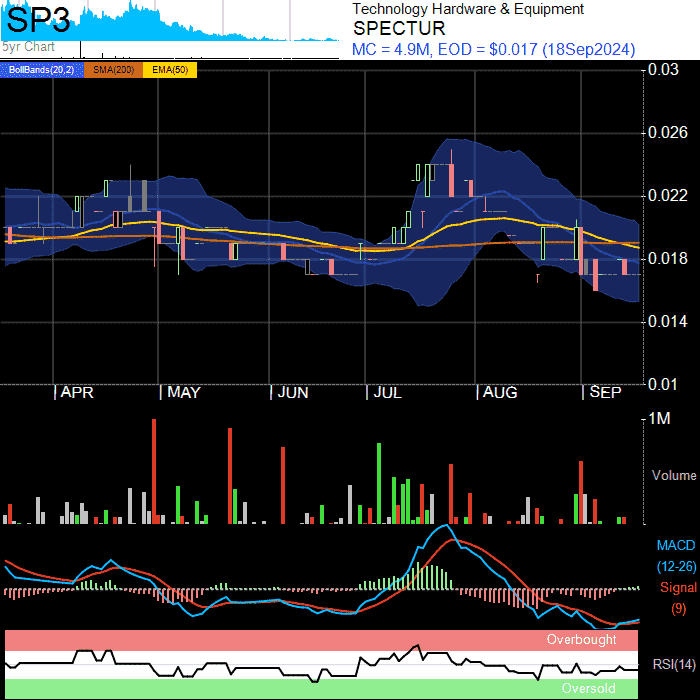 SP3
5yr Chart
Technology Hardware & Equipment
SPECTUR
MC = 4.9M, EOD = $0.017 (18Sep2024)
BollBands(20,2) SMA(200) EMA(50)
0.03
0.026
0.022
0.018
0.014
0.01
APR MAY JUN JUL AUG SEP
1M
Volume
MACD
(12-26)
Signal
(9)
Overbought
RSI(14)
Oversold